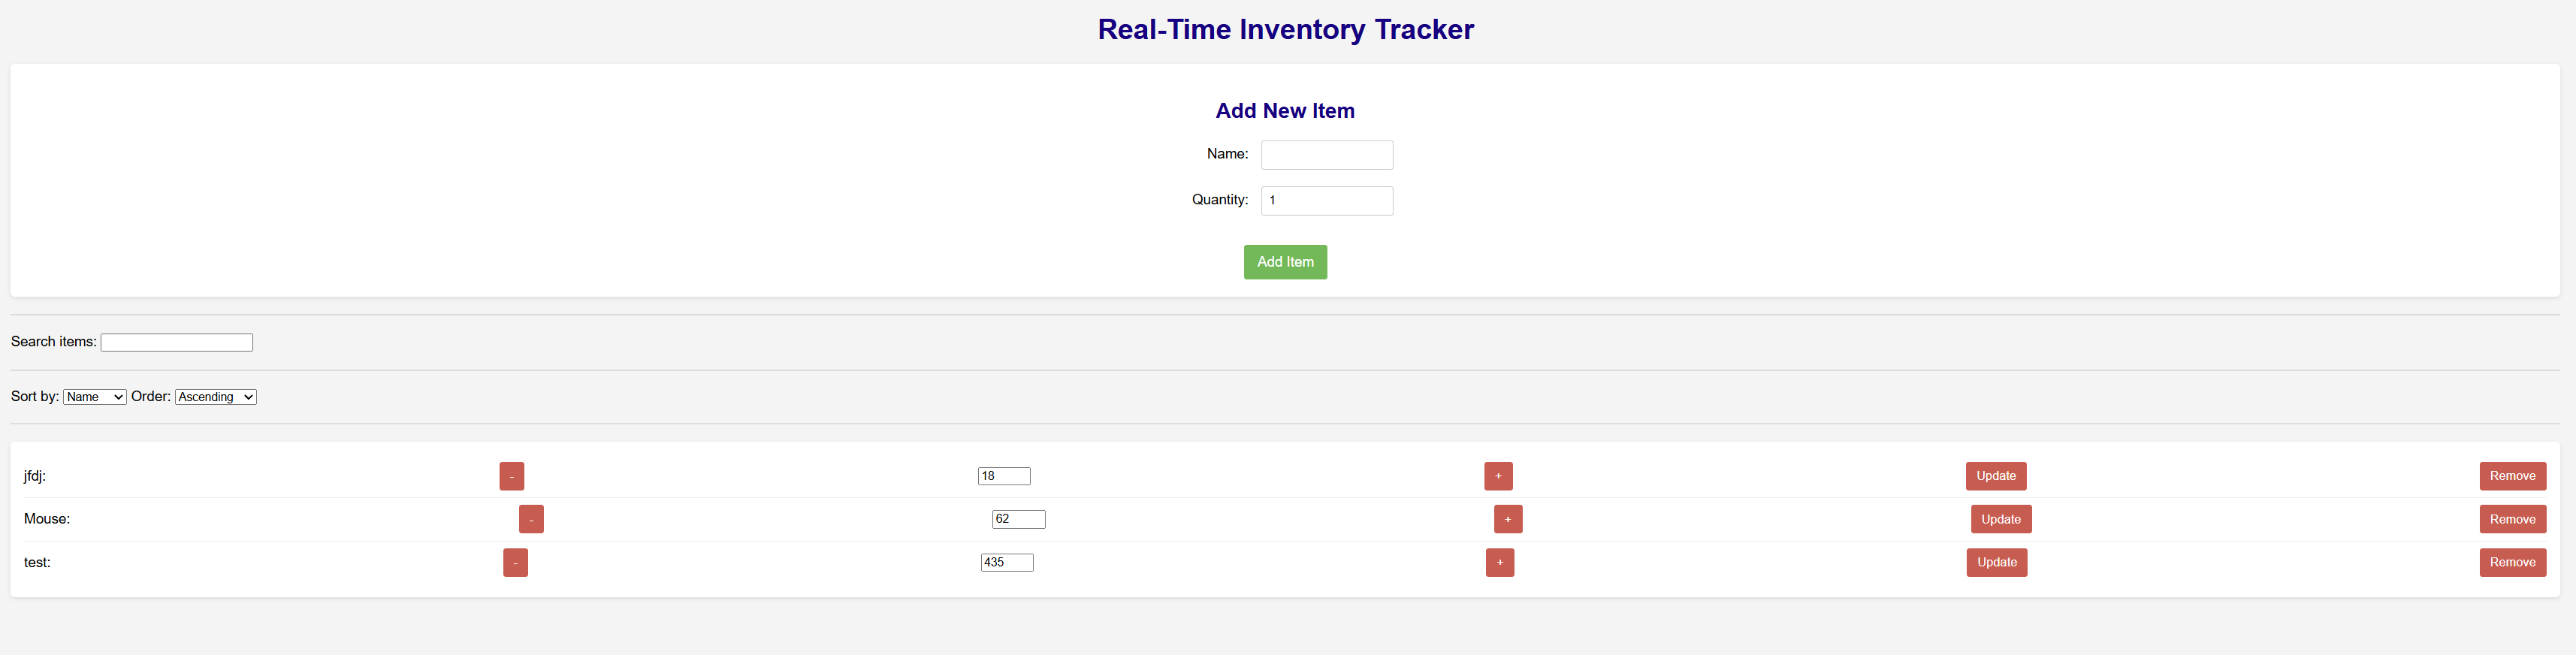 Real-Time Inventory Tracker
Add New Item
Name:
Quantity: 1
Add Item
Search items:
Sort by: Name Order: Ascending
jfdj: - 18 + Update Remove
Mouse: - 62 + Update Remove
test: - 435 + Update Remove